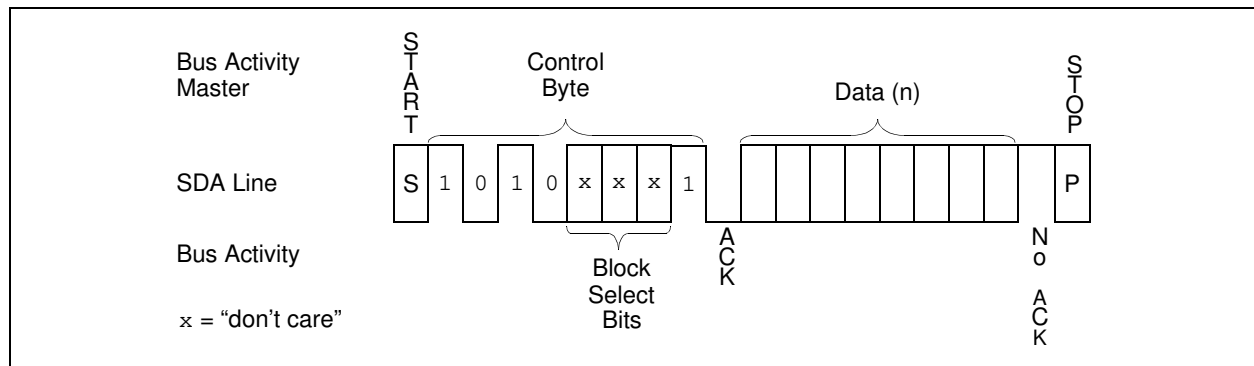 Bus Activity
Master
START
Control
Byte
Data (n)
STOP
SDA Line
S 1 0 1 0 x x x 1 P
Bus Activity
ACK
No ACK
Block
Select
Bits
x = “don’t care”